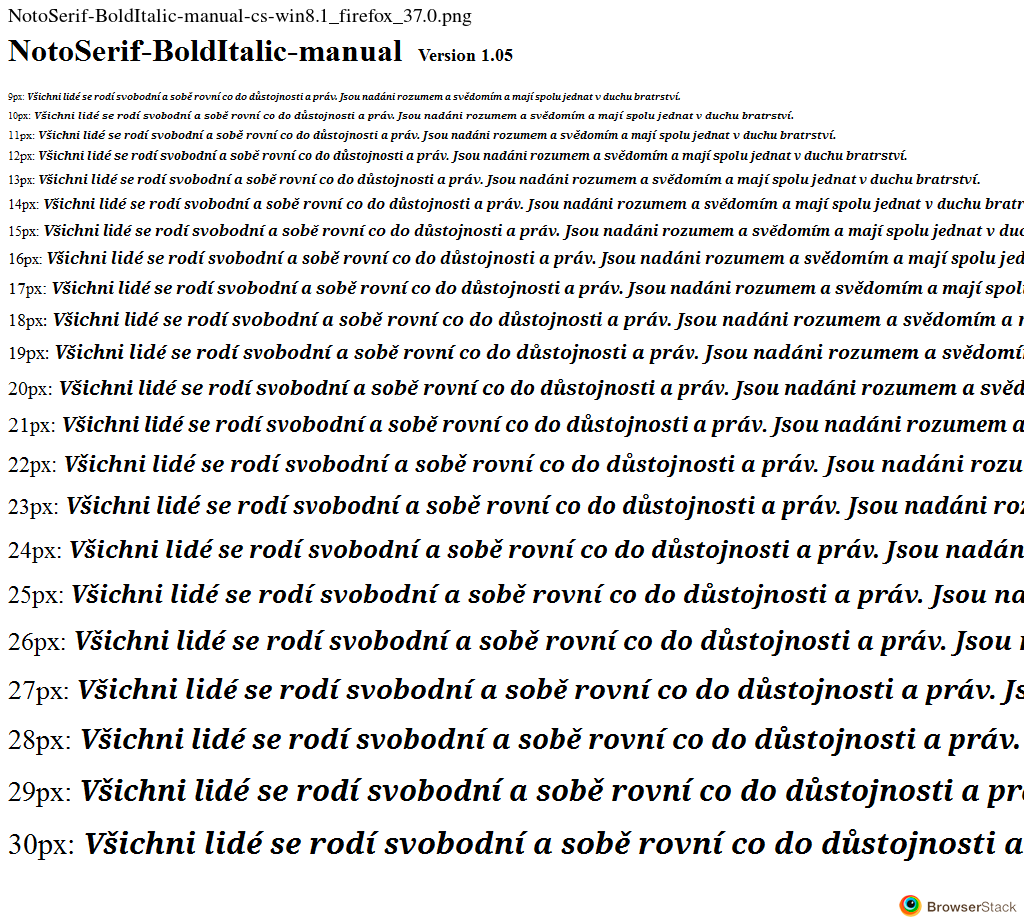 NotoSerif-BoldItalic-manual-cs-win8.1_firefox_37.0.png
NotoSerif-BoldItalic-manual Version 1.05
9px: Všichni lidé se rodí svobodní a sobě rovní co do důstojnosti a práv. Jsou nadáni rozumem a svědomím a mají spolu jednat v duchu bratrství.
10px: Všichni lidé se rodí svobodní a sobě rovní co do důstojnosti a práv. Jsou nadáni rozumem a svědomím a mají spolu jednat v duchu bratrství.
11px: Všichni lidé se rodí svobodní a sobě rovní co do důstojnosti a práv. Jsou nadáni rozumem a svědomím a mají spolu jednat v duchu bratrství.
12px: Všichni lidé se rodí svobodní a sobě rovní co do důstojnosti a práv. Jsou nadáni rozumem a svědomím a mají spolu jednat v duchu bratrství.
13px: Všichni lidé se rodí svobodní a sobě rovní co do důstojnosti a práv. Jsou nadáni rozumem a svědomím a mají spolu jednat v duchu bratrství.
14px: Všichni lidé se rodí svobodní a sobě rovní co do důstojnosti a práv. Jsou nadáni rozumem a svědomím a mají spolu jednat v duchu bratr
15px: Všichni lidé se rodí svobodní a sobě rovní co do důstojnosti a práv. Jsou nadáni rozumem a svědomím a mají spolu jednat v duc
16px: Všichni lidé se rodí svobodní a sobě rovní co do důstojnosti a práv. Jsou nadáni rozumem a svědomím a mají spolu jed
17px: Všichni lidé se rodí svobodní a sobě rovní co do důstojnosti a práv. Jsou nadáni rozumem a svědomím a mají spolu
18px: Všichni lidé se rodí svobodní a sobě rovní co do důstojnosti a práv. Jsou nadáni rozumem a svědomím a
19px: Všichni lidé se rodí svobodní a sobě rovní co do důstojnosti a práv. Jsou nadáni rozumem a svědomí
20px: Všichni lidé se rodí svobodní a sobě rovní co do důstojnosti a práv. Jsou nadáni rozumem a svěd
21px: Všichni lidé se rodí svobodní a sobě rovní co do důstojnosti a práv. Jsou nadáni rozumem a
22px: Všichni lidé se rodí svobodní a sobě rovní co do důstojnosti a práv. Jsou nadáni rozu
23px: Všichni lidé se rodí svobodní a sobě rovní co do důstojnosti a práv. Jsou nadáni roz
24px: Všichni lidé se rodí svobodní a sobě rovní co do důstojnosti a práv. Jsou nadán
25px: Všichni lidé se rodí svobodní a sobě rovní co do důstojnosti a práv. Jsou na
26px: Všichni lidé se rodí svobodní a sobě rovní co do důstojnosti a práv. Jsou
27px: Všichni lidé se rodí svobodní a sobě rovní co do důstojnosti a práv. Js
28px: Všichni lidé se rodí svobodní a sobě rovní co do důstojnosti a práv.
29px: Všichni lidé se rodí svobodní a sobě rovní co do důstojnosti a prá
30px: Všichni lidé se rodí svobodní a sobě rovní co do důstojnosti a
BrowserStack